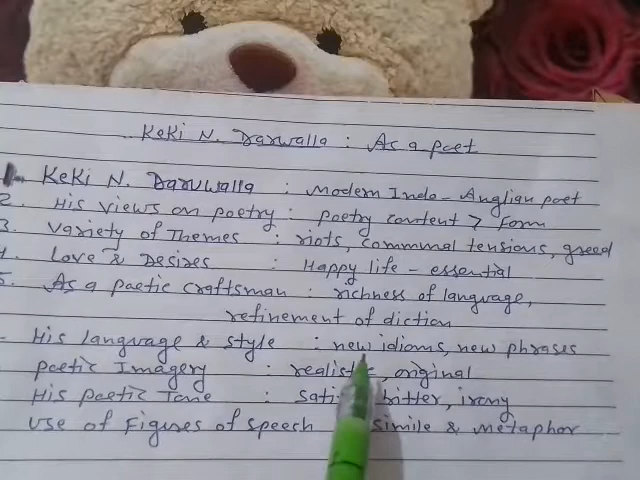 Keki N. Daruwalla : As a poet
1. Keki N. Daruwalla : Modern Indo-Anglian poet
2. His views on poetry : poetry content > Form
3. Variety of Themes : riots, communal tensions, greed
4. Love & Desires : Happy life - essential
5. As a poetic craftsman : richness of language,
refinement of diction
His language & style : new idioms, new phrases
Poetic Imagery : realistic, original
His Poetic Tone : bitter, irony
Use of Figures of speech simile & metaphor